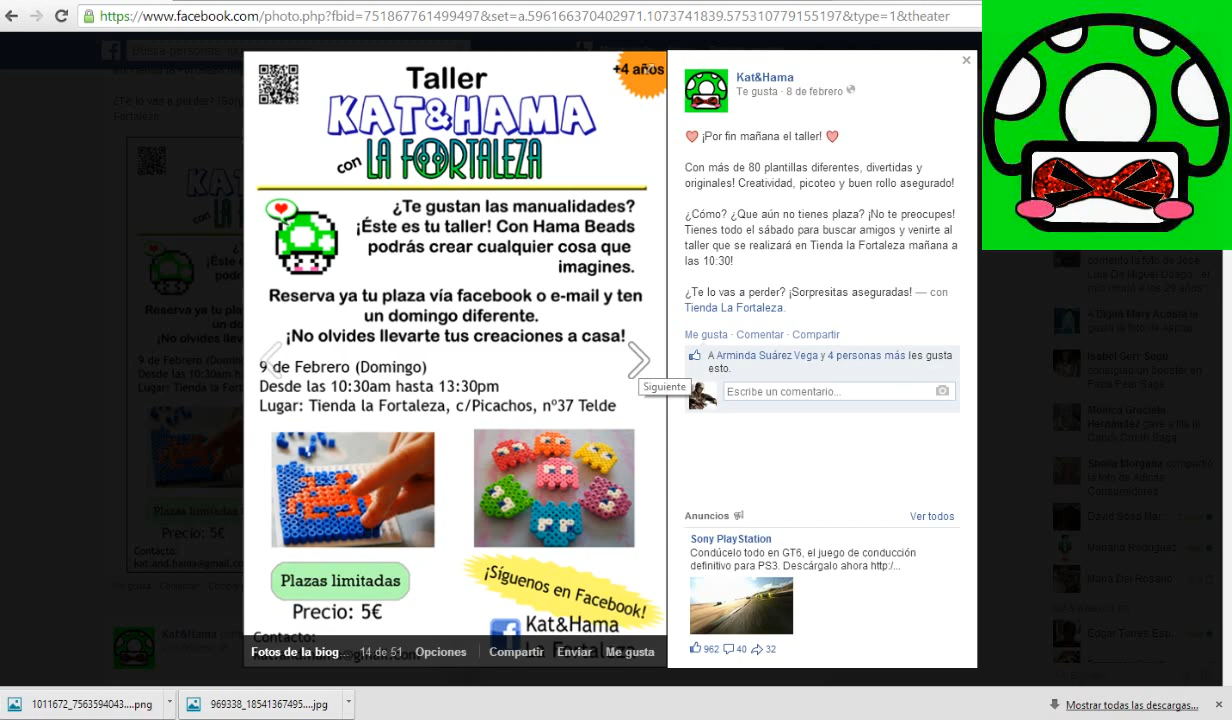 https://www.facebook.com/photo.php?fbid=751867761499497&set=a.596166370402971.1073741839.575310779155197&type=1&theater
+4 años
Taller
KAT&HAMA
con LA FORTALEZA
¿Te gustan las manualidades?
¡Éste es tu taller! Con Hama Beads
podrás crear cualquier cosa que
imagines.
Reserva ya tu plaza vía facebook o e-mail y ten
un domingo diferente.
¡No olvides llevarte tus creaciones a casa!
9 de Febrero (Domingo)
Desde las 10:30am hasta 13:30pm
Lugar: Tienda la Fortaleza, c/Picachos, nº37 Telde
Plazas limitadas
Precio: 5€
¡Síguenos en Facebook!
Kat&Hama
La Fortaleza
Contacto:
Fotos de la biog... 14 de 51 Opciones Compartir Enviar Me gusta
Siguiente
Kat&Hama
Te gusta · 8 de febrero
¡Por fin mañana el taller!
Con más de 80 plantillas diferentes, divertidas y
originales! Creatividad, picoteo y buen rollo asegurado!
¿Cómo? ¿Que aún no tienes plaza? ¡No te preocupes!
Tienes todo el sábado para buscar amigos y venirte al
taller que se realizará en Tienda la Fortaleza mañana a
las 10:30!
¿Te lo vas a perder? ¡Sorpresitas aseguradas! — con
Tienda La Fortaleza.
Me gusta · Comentar · Compartir
A Arminda Suárez Vega y 4 personas más les gusta
esto.
Escribe un comentario...
Anuncios
Ver todos
Sony PlayStation
Condúcelo todo en GT6, el juego de conducción
definitivo para PS3. Descárgalo ahora http:/...
962 40 32
1011672_7563594043....png
969338_18541367495....jpg
Mostrar todas las descargas...